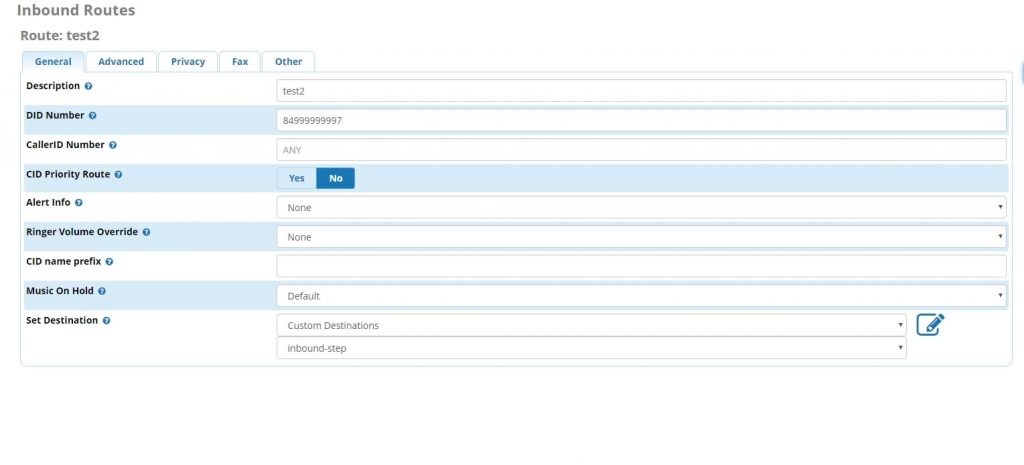 Inbound Routes
Route: test2
General Advanced Privacy Fax Other
Description test2
DID Number 84999999997
CallerID Number ANY
CID Priority Route Yes No
Alert Info None
Ringer Volume Override None
CID name prefix
Music On Hold Default
Set Destination Custom Destinations
inbound-step